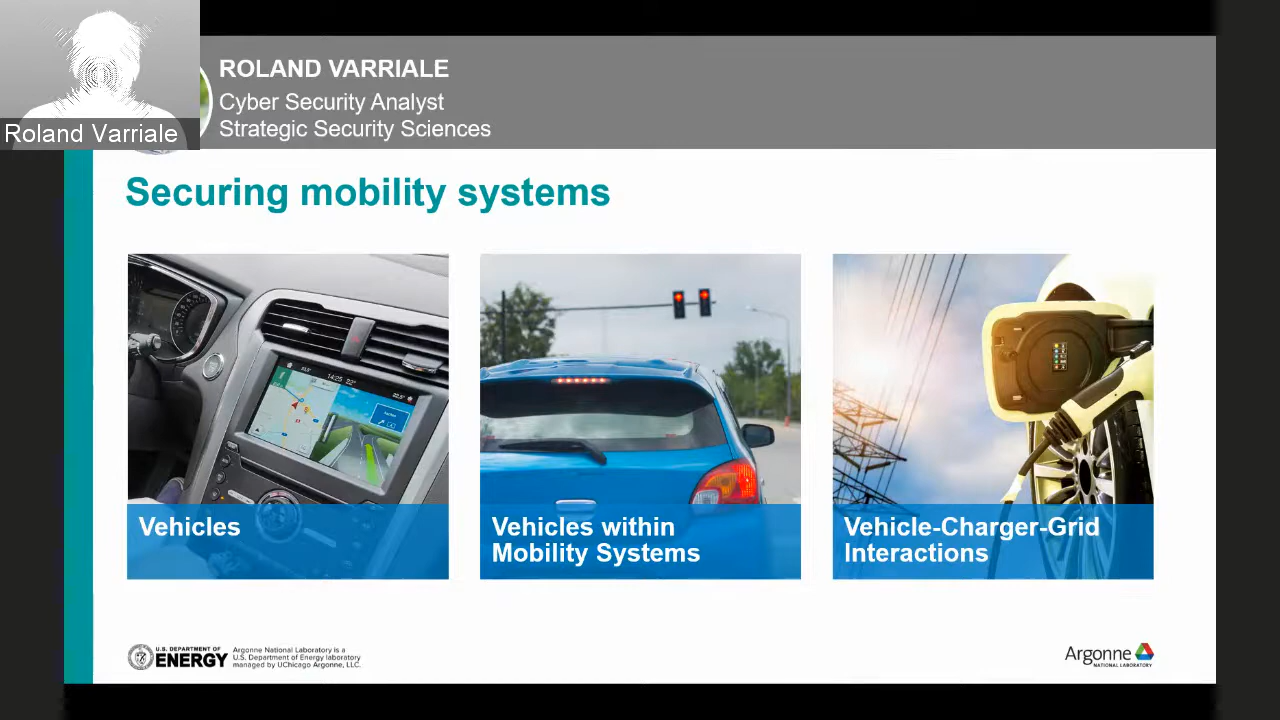 ROLAND VARRIALE
Cyber Security Analyst
Strategic Security Sciences
Roland Varriale
Securing mobility systems
14:25
Vehicles
Vehicles within
Mobility Systems
Vehicle-Charger-Grid
Interactions
U.S. DEPARTMENT OF
ENERGY
Argonne National Laboratory is a
U.S. Department of Energy laboratory
managed by UChicago Argonne, LLC.
Argonne
NATIONAL LABORATORY